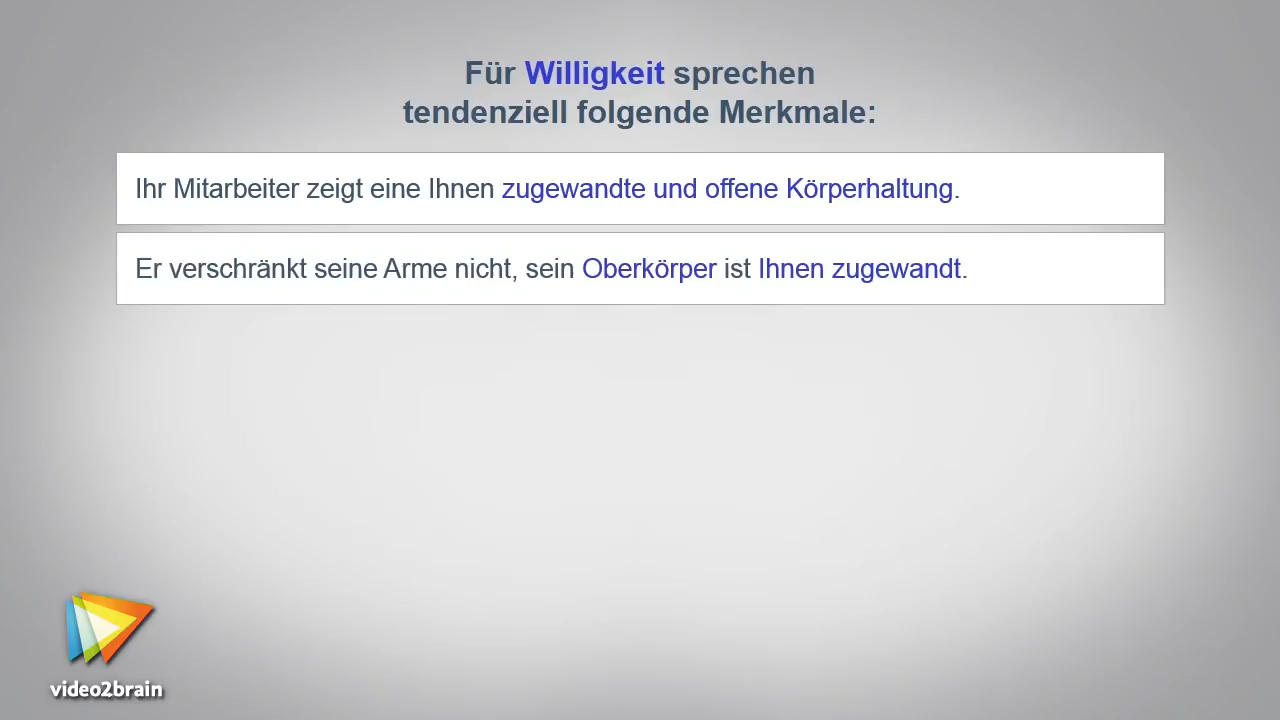 Für Willigkeit sprechen
tendenziell folgende Merkmale:
Ihr Mitarbeiter zeigt eine Ihnen zugewandte und offene Körperhaltung.
Er verschränkt seine Arme nicht, sein Oberkörper ist Ihnen zugewandt.
video2brain